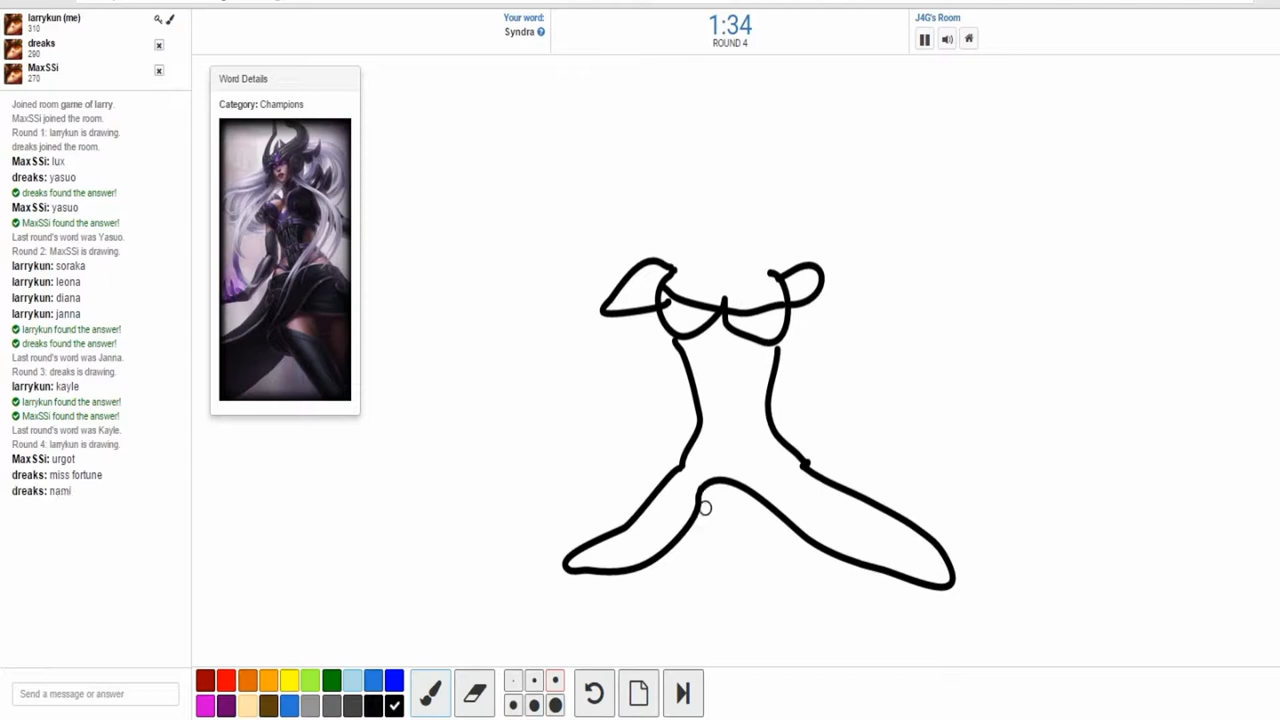 larrykun (me)
310
dreaks
290
MaxSSi
270
Your word:
Syndra
1:34
ROUND 4
J4G's Room
Word Details
Category: Champions
Joined room game of larry.
MaxSSi joined the room.
Round 1: larrykun is drawing.
dreaks joined the room.
MaxSSi: lux
dreaks: yasuo
dreaks found the answer!
MaxSSi: yasuo
MaxSSi found the answer!
Last round's word was Yasuo.
Round 2: MaxSSi is drawing.
larrykun: soraka
larrykun: leona
larrykun: diana
larrykun: janna
larrykun found the answer!
dreaks found the answer!
Last round's word was Janna.
Round 3: dreaks is drawing.
larrykun: kayle
larrykun found the answer!
MaxSSi found the answer!
Last round's word was Kayle.
Round 4: larrykun is drawing.
MaxSSi: urgot
dreaks: miss fortune
dreaks: nami
Send a message or answer